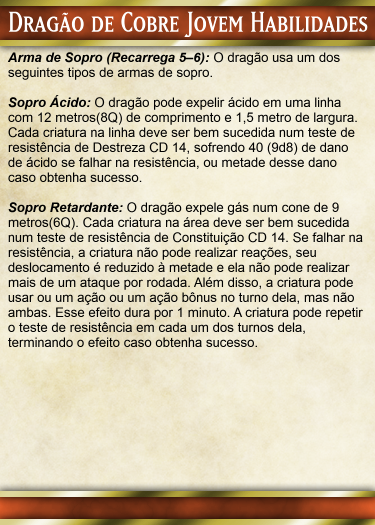 Dragão de Cobre Jovem Habilidades
Arma de Sopro (Recarrega 5–6): O dragão usa um dos
seguintes tipos de armas de sopro.
Sopro Ácido: O dragão pode expelir ácido em uma linha
com 12 metros(8Q) de comprimento e 1,5 metro de largura.
Cada criatura na linha deve ser bem sucedida num teste de
resistência de Destreza CD 14, sofrendo 40 (9d8) de dano
de ácido se falhar na resistência, ou metade desse dano
caso obtenha sucesso.
Sopro Retardante: O dragão expele gás num cone de 9
metros(6Q). Cada criatura na área deve ser bem sucedida
num teste de resistência de Constituição CD 14. Se falhar na
resistência, a criatura não pode realizar reações, seu
deslocamento é reduzido à metade e ela não pode realizar
mais de um ataque por rodada. Além disso, a criatura pode
usar ou um ação ou um ação bônus no turno dela, mas não
ambas. Esse efeito dura por 1 minuto. A criatura pode repetir
o teste de resistência em cada um dos turnos dela,
terminando o efeito caso obtenha sucesso.